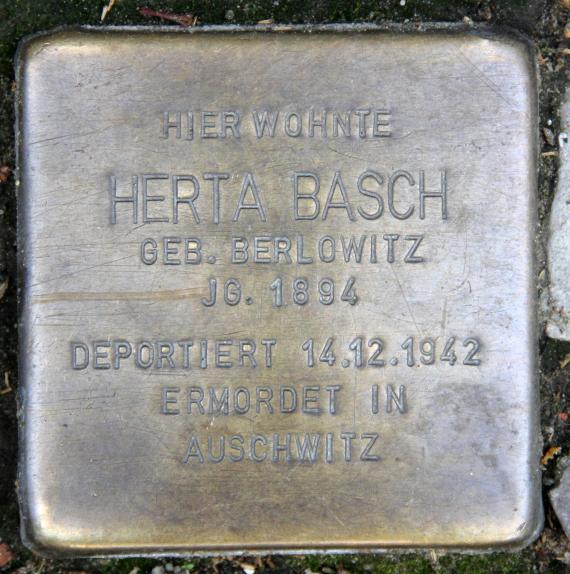 HIER WOHNTE
HERTA BASCH
GEB. BERLOWITZ
JG. 1894
DEPORTIERT 14.12.1942
ERMORDET IN
AUSCHWITZ